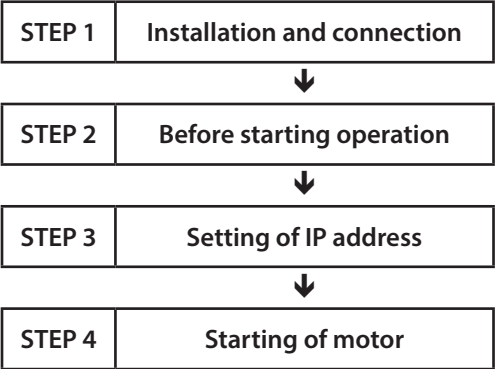 STEP 1 Installation and connection
STEP 2 Before starting operation
STEP 3 Setting of IP address
STEP 4 Starting of motor